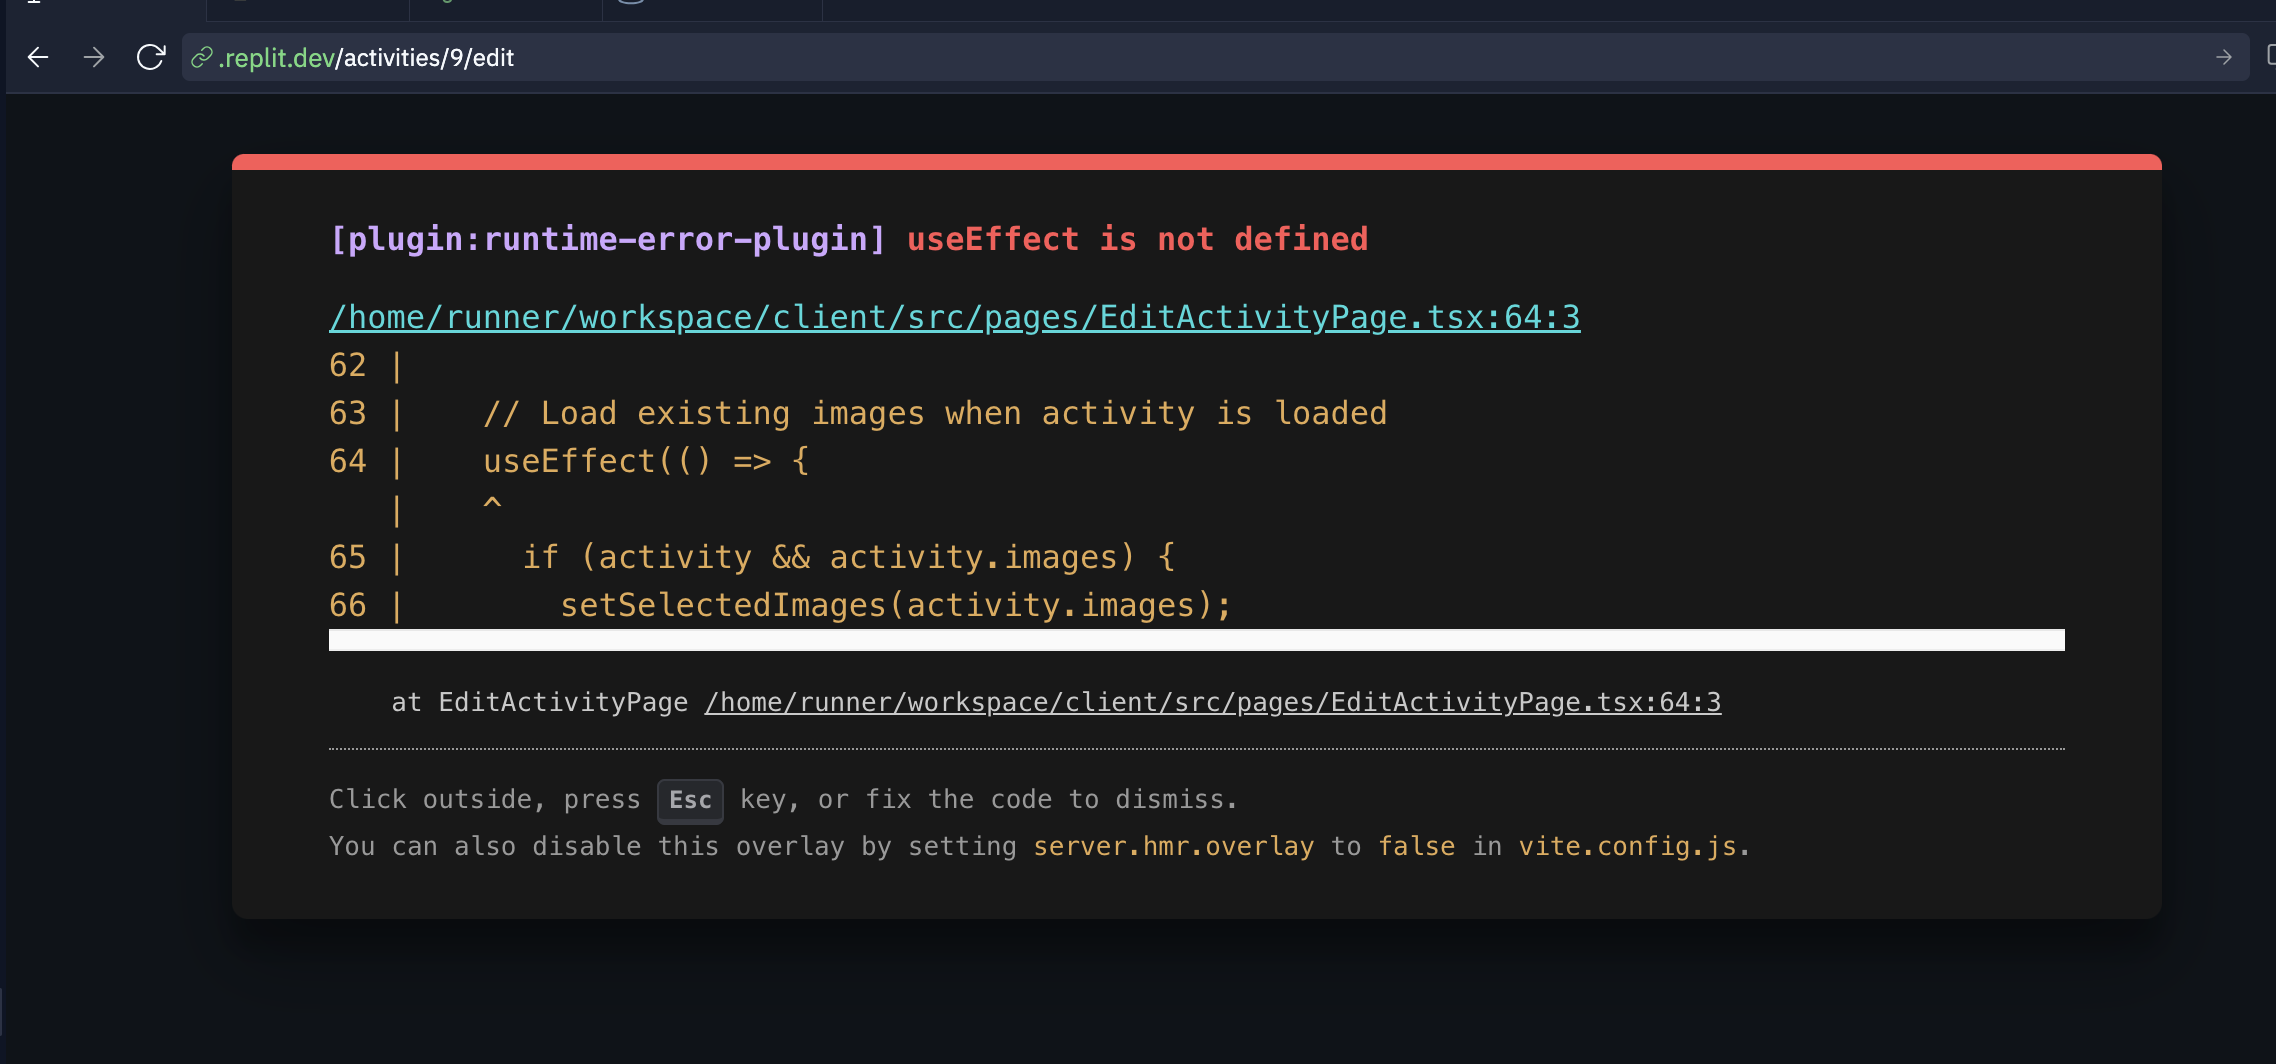 .replit.dev/activities/9/edit
[plugin:runtime-error-plugin] useEffect is not defined
/home/runner/workspace/client/src/pages/EditActivityPage.tsx:64:3
62 |
63 |    // Load existing images when activity is loaded
64 |    useEffect(() => {
   |    ^
65 |      if (activity && activity.images) {
66 |        setSelectedImages(activity.images);
at EditActivityPage /home/runner/workspace/client/src/pages/EditActivityPage.tsx:64:3
Click outside, press Esc key, or fix the code to dismiss.
You can also disable this overlay by setting server.hmr.overlay to false in vite.config.js.